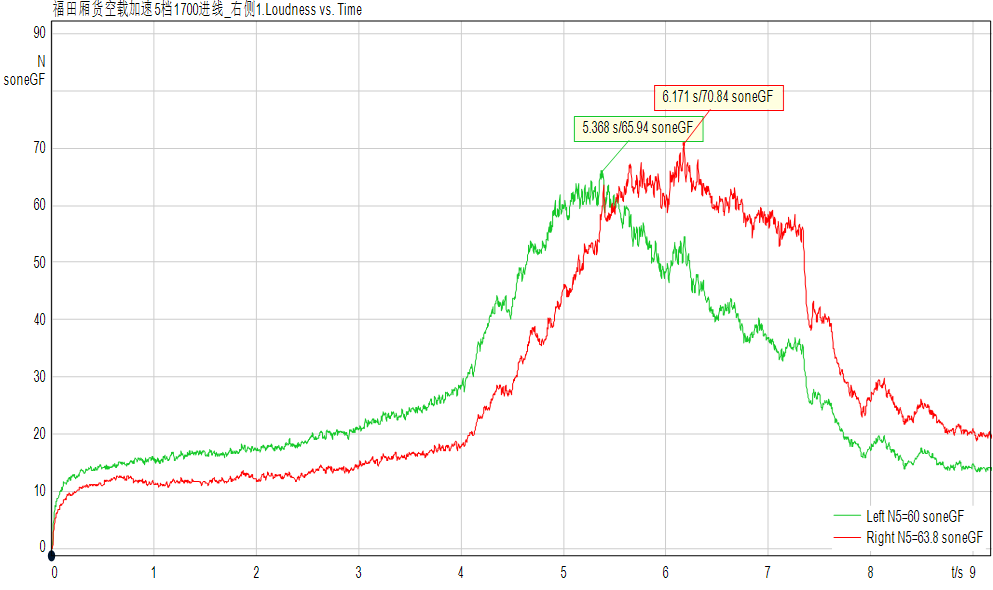 福田厢货空载加速5档1700进线_右侧1.Loudness vs. Time
90
N
soneGF
70
60
50
40
30
20
10
0
6.171 s/70.84 soneGF
5.368 s/65.94 soneGF
Left N5=60 soneGF
Right N5=63.8 soneGF
0 1 2 3 4 5 6 7 8 t/s 9